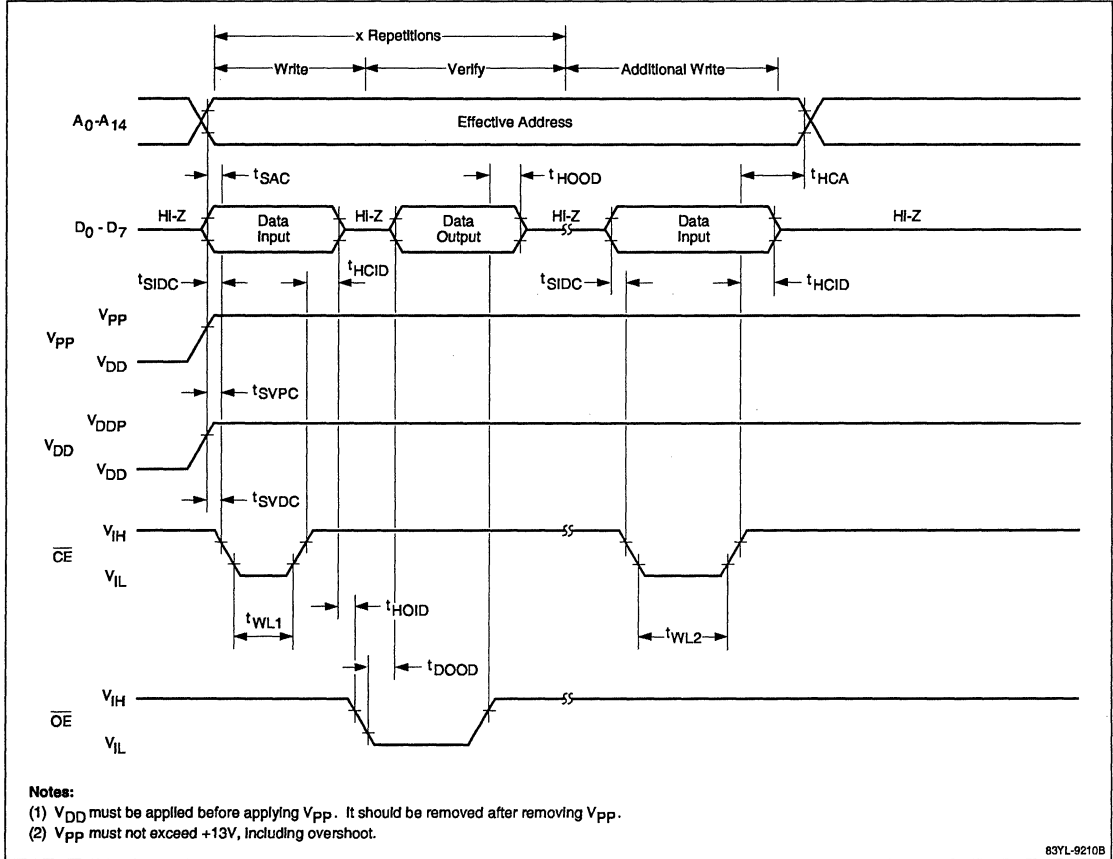 x Repetitions
Write Verify Additional Write
A0-A14 Effective Address
tSAC tHOOD tHCA
D0 - D7 HI-Z Data Input HI-Z Data Output HI-Z Data Input HI-Z
tSIDC tHCID tSIDC tHCID
VPP VPP
VDD
tSVPC
VDD VDDP
VDD
tSVDC
CE VIH
VIL
tWL1 tHOID tWL2
tDOOD
OE VIH
VIL
Notes:
(1) VDD must be applied before applying VPP. It should be removed after removing VPP.
(2) VPP must not exceed +13V, including overshoot.
83YL-9210B